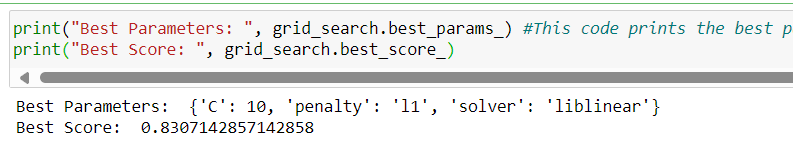 print("Best Parameters: ", grid_search.best_params_) #This code prints the best
print("Best Score: ", grid_search.best_score_)
Best Parameters:  {'C': 10, 'penalty': 'l1', 'solver': 'liblinear'}
Best Score:  0.8307142857142858